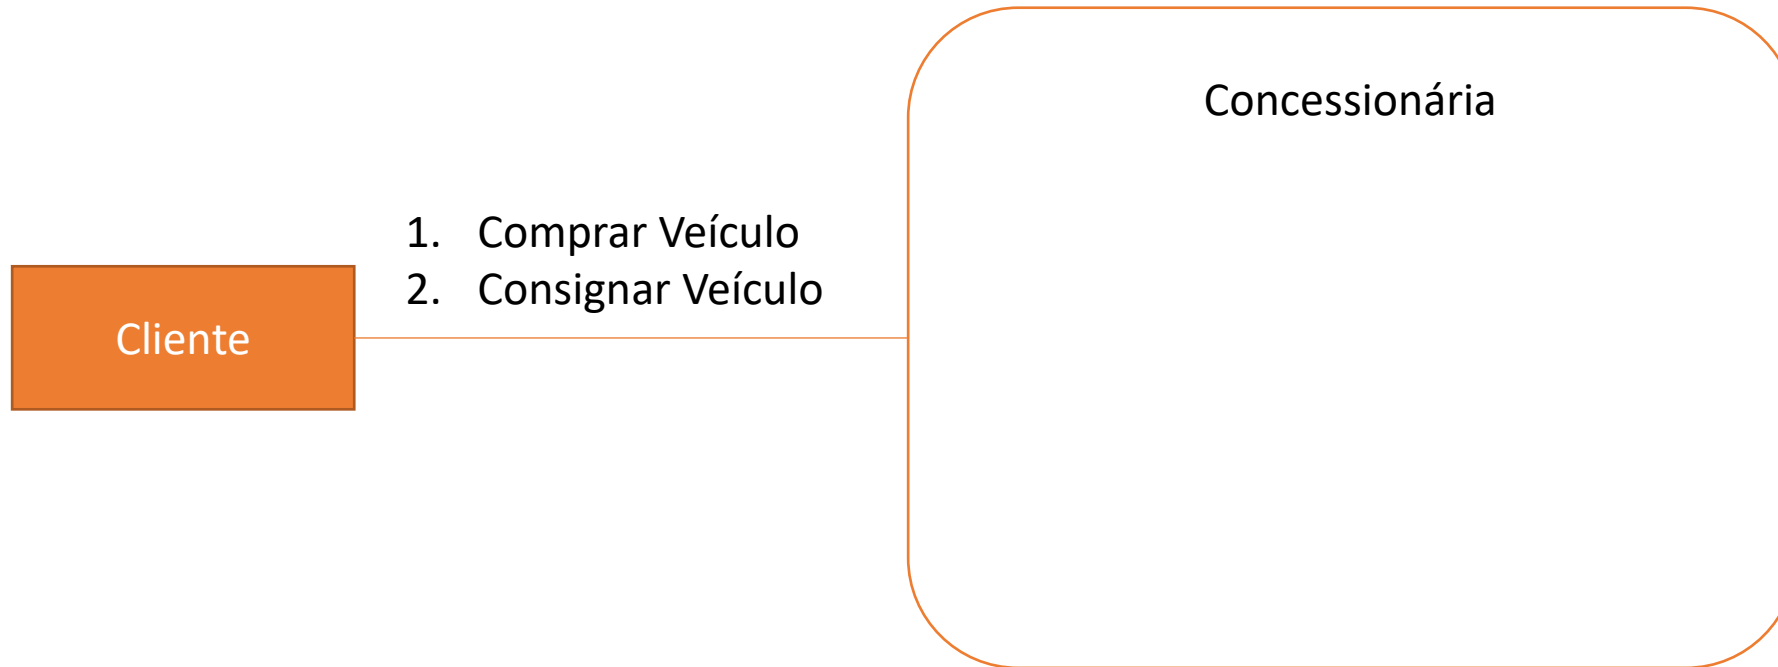 Concessionária
1. Comprar Veículo
2. Consignar Veículo
Cliente